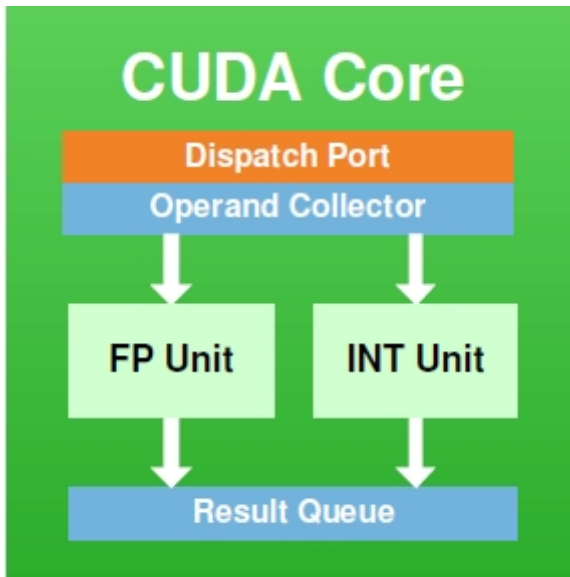 CUDA Core
Dispatch Port
Operand Collector
FP Unit
INT Unit
Result Queue